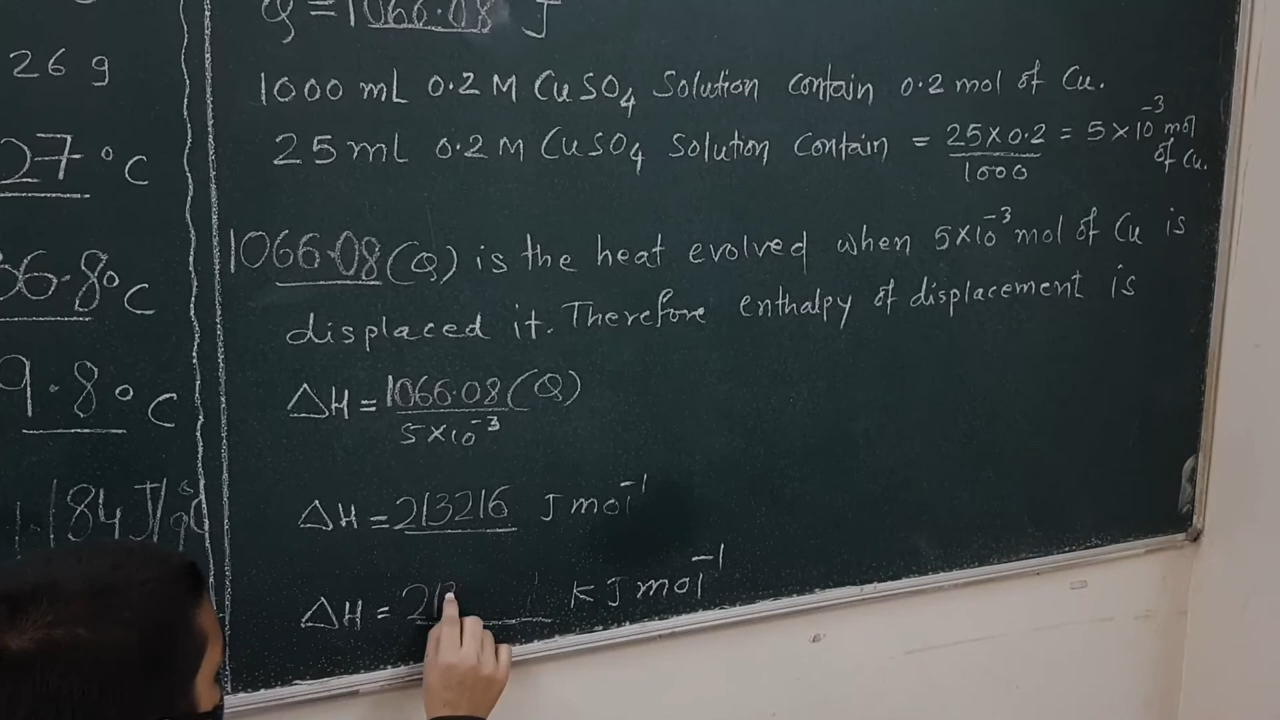 26 g
27 °C
36.8°C
9.8°C
184 J/g°C
Q = 1066.08 J
1000 mL 0.2 M CuSO₄ Solution contain 0.2 mol of Cu.
25 ml 0.2 M CuSO₄ Solution Contain = 25×0.2/1000 = 5×10⁻³ mol of Cu.
1066.08 (Q) is the heat evolved when 5×10⁻³ mol of Cu is
displaced it. Therefore enthalpy of displacement is
ΔH = 1066.08 (Q)/5×10⁻³
ΔH = 213216 J mol⁻¹
ΔH = 213 KJ mol⁻¹